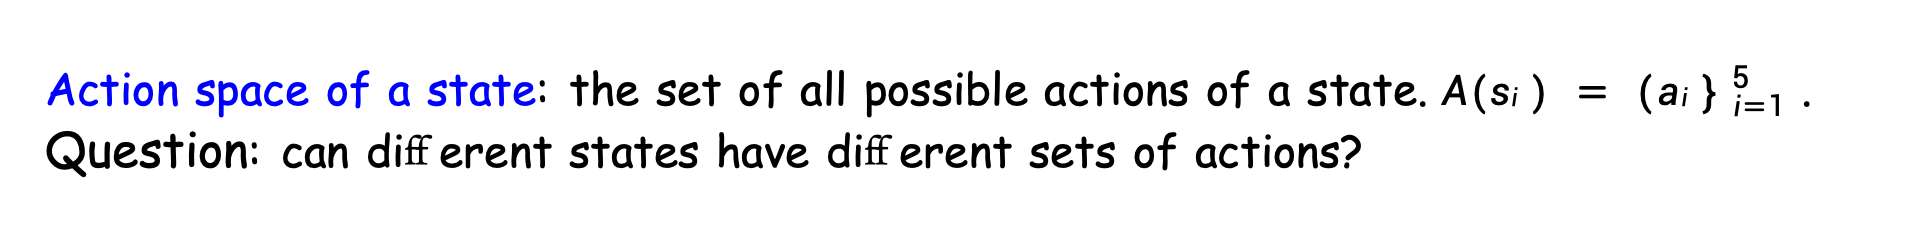 Action space of a state: the set of all possible actions of a state. A(sᵢ) = (aᵢ} ⁵ᵢ₌₁ .
Question: can different states have different sets of actions?